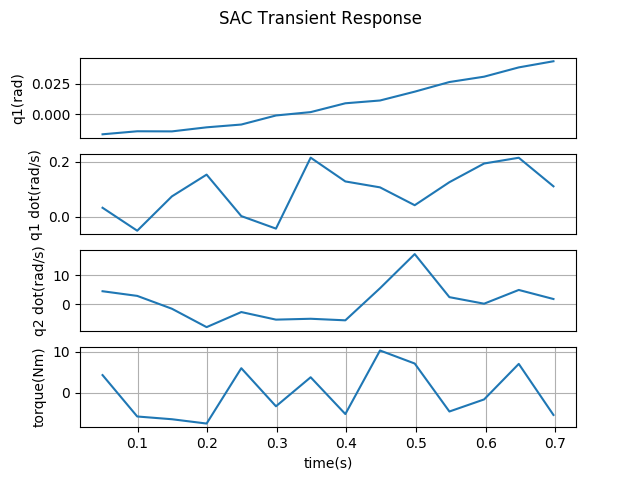 SAC Transient Response
q1(rad)
0.025
0.000
q1 dot(rad/s)
0.2
0.0
q2 dot(rad/s)
10
0
torque(Nm)
10
0
0.1 0.2 0.3 0.4 0.5 0.6 0.7
time(s)